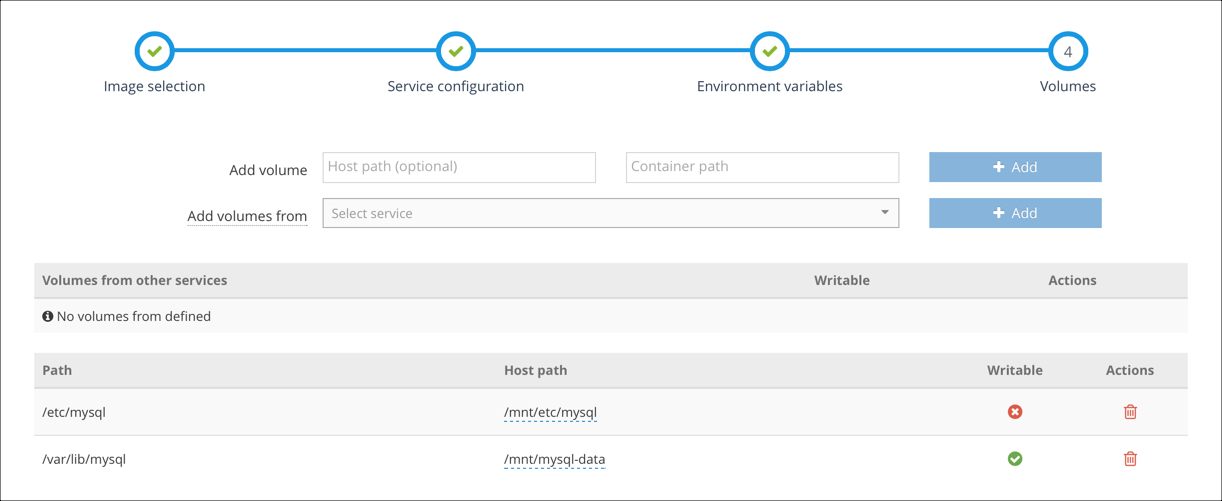 4
Image selection Service configuration Environment variables Volumes
Add volume Host path (optional) Container path Add
Add volumes from Select service Add
Volumes from other services Writable Actions
No volumes from defined
Path Host path Writable Actions
/etc/mysql /mnt/etc/mysql
/var/lib/mysql /mnt/mysql-data